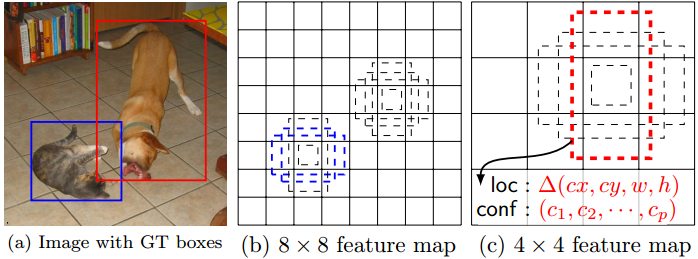 loc : Δ(cx, cy, w, h)
conf : (c₁, c₂, ⋯, cₚ)
(a) Image with GT boxes
(b) 8 × 8 feature map
(c) 4 × 4 feature map